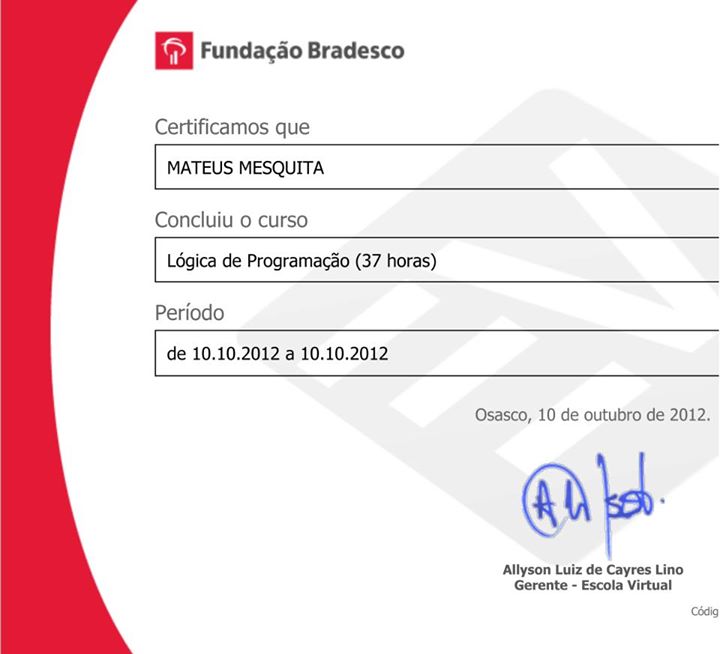 Fundação Bradesco
Certificamos que
MATEUS MESQUITA
Concluiu o curso
Lógica de Programação (37 horas)
Período
de 10.10.2012 a 10.10.2012
Osasco, 10 de outubro de 2012.
Allyson Luiz de Cayres Lino
Gerente - Escola Virtual